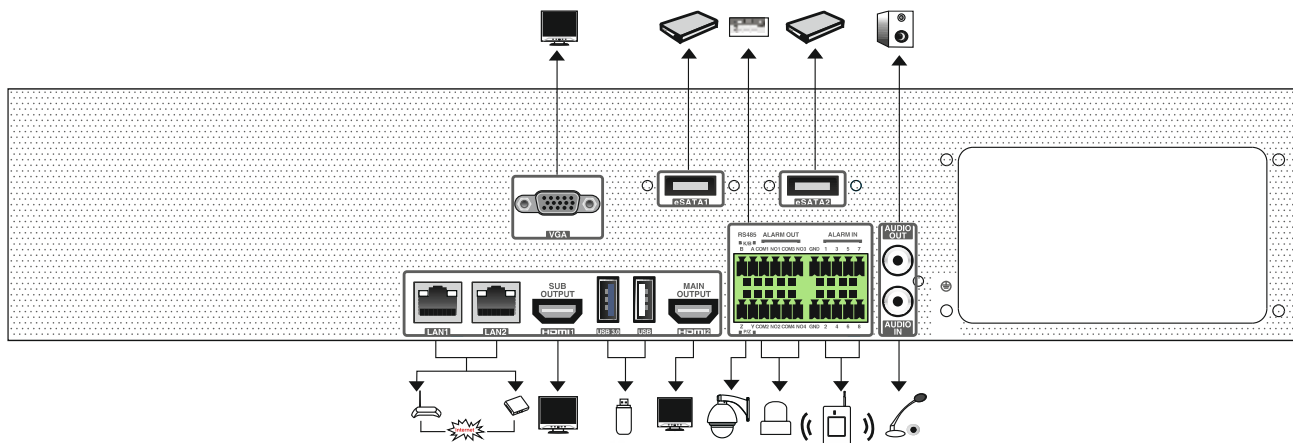 eSATA1
eSATA2
VGA
RS485 ALARM OUT ALARM IN
B A COM1 NO1 COM3 NO3 GND 1 3 5 7
AUDIO
OUT
SUB
OUTPUT
MAIN
OUTPUT
LAN1
LAN2
HDMI1
USB 3.0
USB
HDMI2
Z Y COM2 NO2 COM4 NO4 GND 2 4 6 8
PTZ
AUDIO
IN
Internet